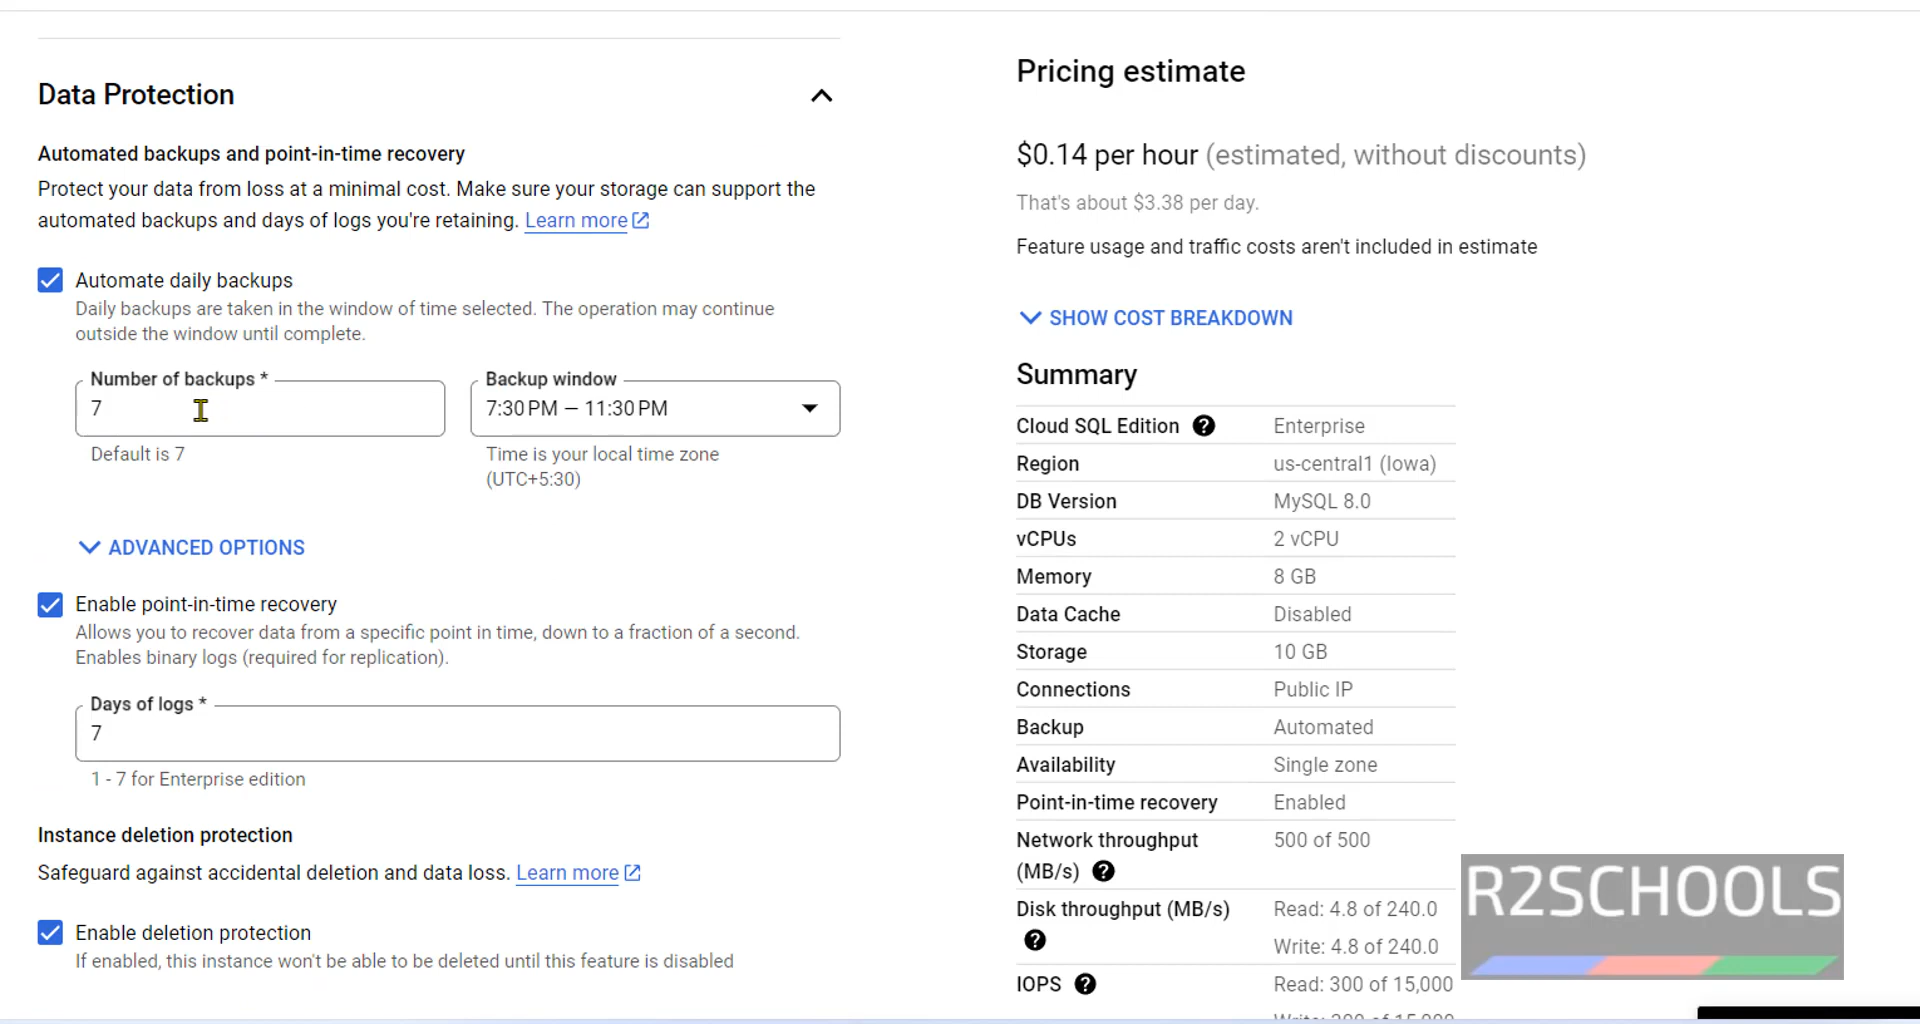 Data Protection
Automated backups and point-in-time recovery
Protect your data from loss at a minimal cost. Make sure your storage can support the
automated backups and days of logs you're retaining. Learn more
Automate daily backups
Daily backups are taken in the window of time selected. The operation may continue
outside the window until complete.
Number of backups *
7
Default is 7
Backup window
7:30 PM — 11:30 PM
Time is your local time zone
(UTC+5:30)
ADVANCED OPTIONS
Enable point-in-time recovery
Allows you to recover data from a specific point in time, down to a fraction of a second.
Enables binary logs (required for replication).
Days of logs *
7
1 - 7 for Enterprise edition
Instance deletion protection
Safeguard against accidental deletion and data loss. Learn more
Enable deletion protection
If enabled, this instance won't be able to be deleted until this feature is disabled
Pricing estimate
$0.14 per hour (estimated, without discounts)
That's about $3.38 per day.
Feature usage and traffic costs aren't included in estimate
SHOW COST BREAKDOWN
Summary
Cloud SQL Edition ? Enterprise
Region us-central1 (Iowa)
DB Version MySQL 8.0
vCPUs 2 vCPU
Memory 8 GB
Data Cache Disabled
Storage 10 GB
Connections Public IP
Backup Automated
Availability Single zone
Point-in-time recovery Enabled
Network throughput 500 of 500
(MB/s) ?
Disk throughput (MB/s) Read: 4.8 of 240.0
? Write: 4.8 of 240.0
IOPS ? Read: 300 of 15,000
R2SCHOOLS